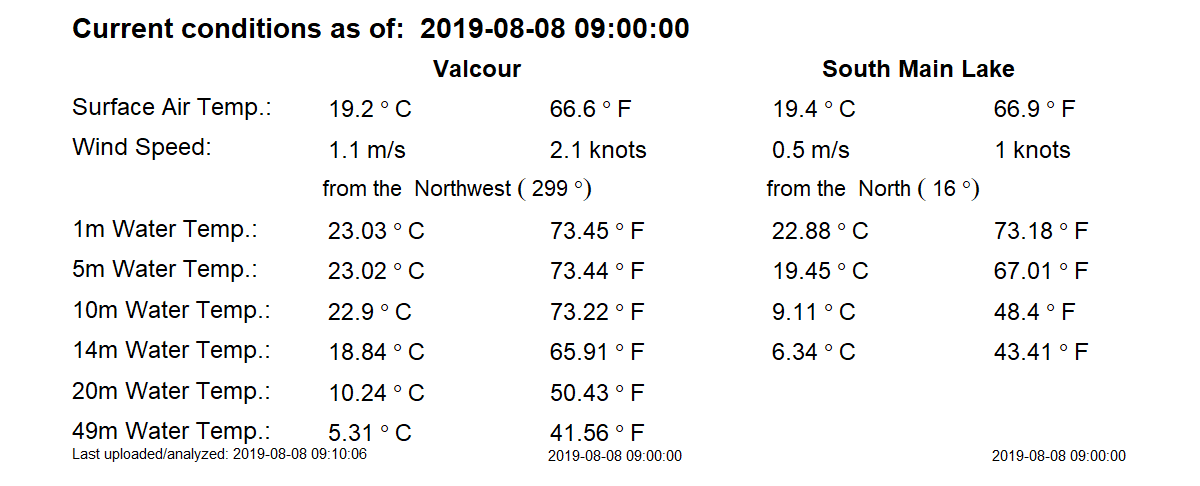 Current conditions as of: 2019-08-08 09:00:00
Valcour South Main Lake
Surface Air Temp.: 19.2 ° C 66.6 ° F 19.4 ° C 66.9 ° F
Wind Speed: 1.1 m/s 2.1 knots 0.5 m/s 1 knots
from the Northwest ( 299 °) from the North ( 16 °)
1m Water Temp.: 23.03 ° C 73.45 ° F 22.88 ° C 73.18 ° F
5m Water Temp.: 23.02 ° C 73.44 ° F 19.45 ° C 67.01 ° F
10m Water Temp.: 22.9 ° C 73.22 ° F 9.11 ° C 48.4 ° F
14m Water Temp.: 18.84 ° C 65.91 ° F 6.34 ° C 43.41 ° F
20m Water Temp.: 10.24 ° C 50.43 ° F
49m Water Temp.: 5.31 ° C 41.56 ° F
Last uploaded/analyzed: 2019-08-08 09:10:06 2019-08-08 09:00:00 2019-08-08 09:00:00